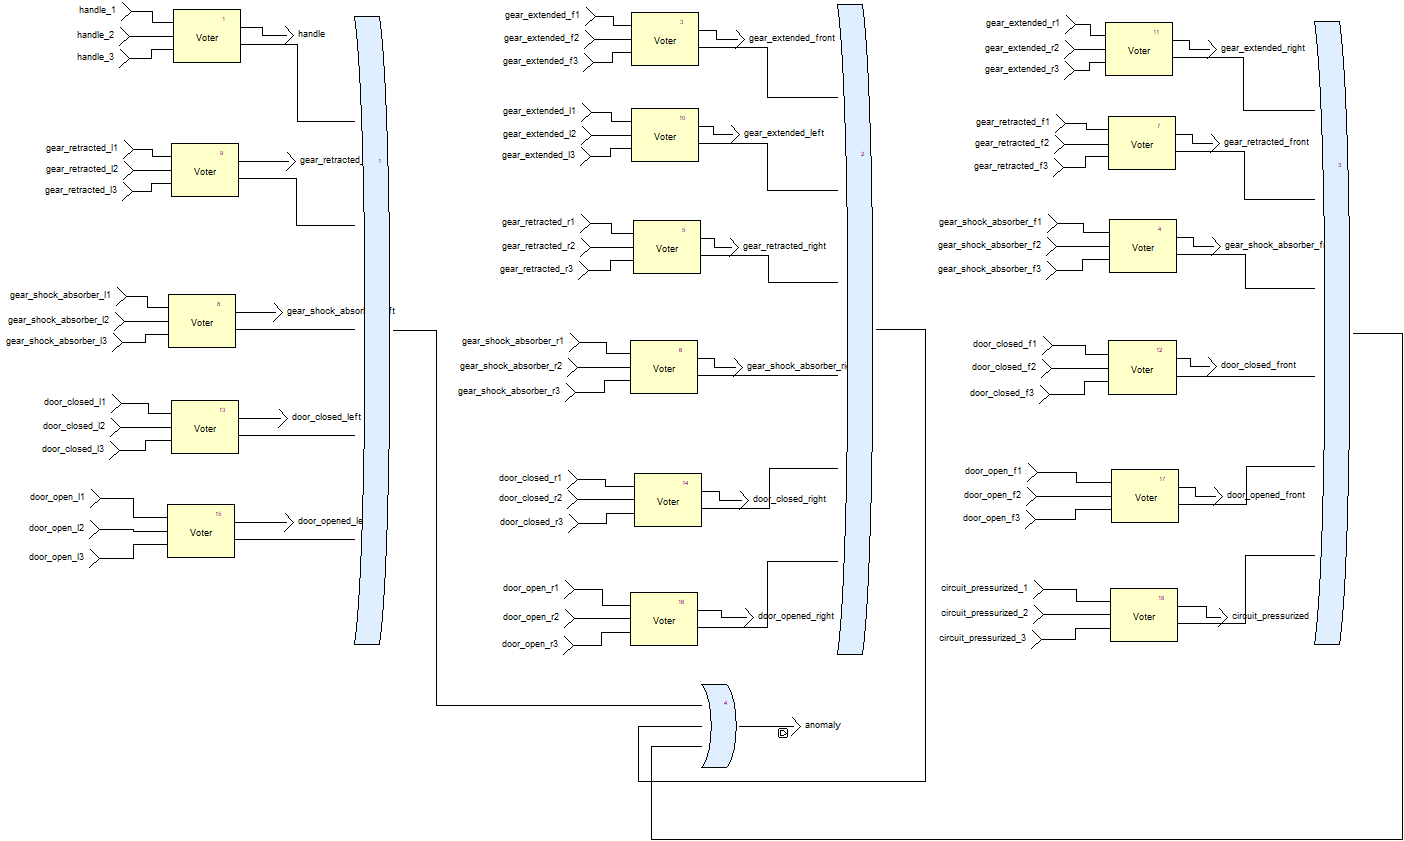 handle_1
handle_2
handle_3
1
Voter
handle
gear_retracted_l1
gear_retracted_l2
gear_retracted_l3
9
Voter
gear_retracted_
gear_shock_absorber_l1
gear_shock_absorber_l2
gear_shock_absorber_l3
Voter
gear_shock_absor
ft
door_closed_l1
door_closed_l2
door_closed_l3
13
Voter
door_closed_left
door_open_l1
door_open_l2
door_open_l3
15
Voter
door_opened_le
1
gear_extended_f1
gear_extended_f2
gear_extended_f3
3
Voter
gear_extended_front
gear_extended_l1
gear_extended_l2
gear_extended_l3
10
Voter
gear_extended_left
gear_retracted_r1
gear_retracted_r2
gear_retracted_r3
5
Voter
gear_retracted_right
gear_shock_absorber_r1
gear_shock_absorber_r2
gear_shock_absorber_r3
6
Voter
gear_shock_absorber_ri
door_closed_r1
door_closed_r2
door_closed_r3
14
Voter
door_closed_right
door_open_r1
door_open_r2
door_open_r3
16
Voter
door_opened_right
2
gear_extended_r1
gear_extended_r2
gear_extended_r3
11
Voter
gear_extended_right
gear_retracted_f1
gear_retracted_f2
gear_retracted_f3
7
Voter
gear_retracted_front
gear_shock_absorber_f1
gear_shock_absorber_f2
gear_shock_absorber_f3
4
Voter
gear_shock_absorber_f
door_closed_f1
door_closed_f2
door_closed_f3
12
Voter
door_closed_front
door_open_f1
door_open_f2
door_open_f3
17
Voter
door_opened_front
circuit_pressurized_1
circuit_pressurized_2
circuit_pressurized_3
18
Voter
circuit_pressurized
3
4
anomaly